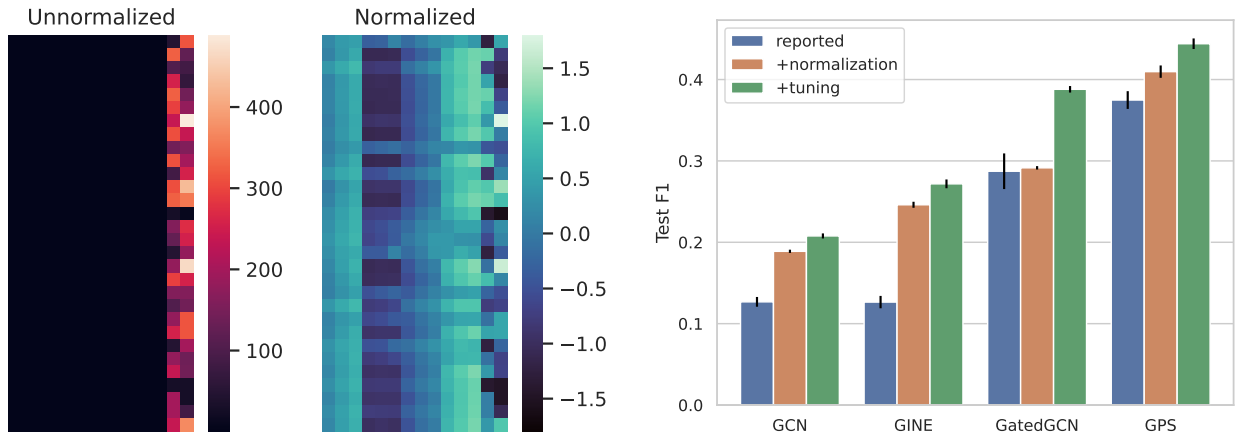 Unnormalized
400
300
200
100
Normalized
1.5
1.0
0.5
0.0
−0.5
−1.0
−1.5
Test F1
0.4
0.3
0.2
0.1
0.0
reported
+normalization
+tuning
GCN
GINE
GatedGCN
GPS